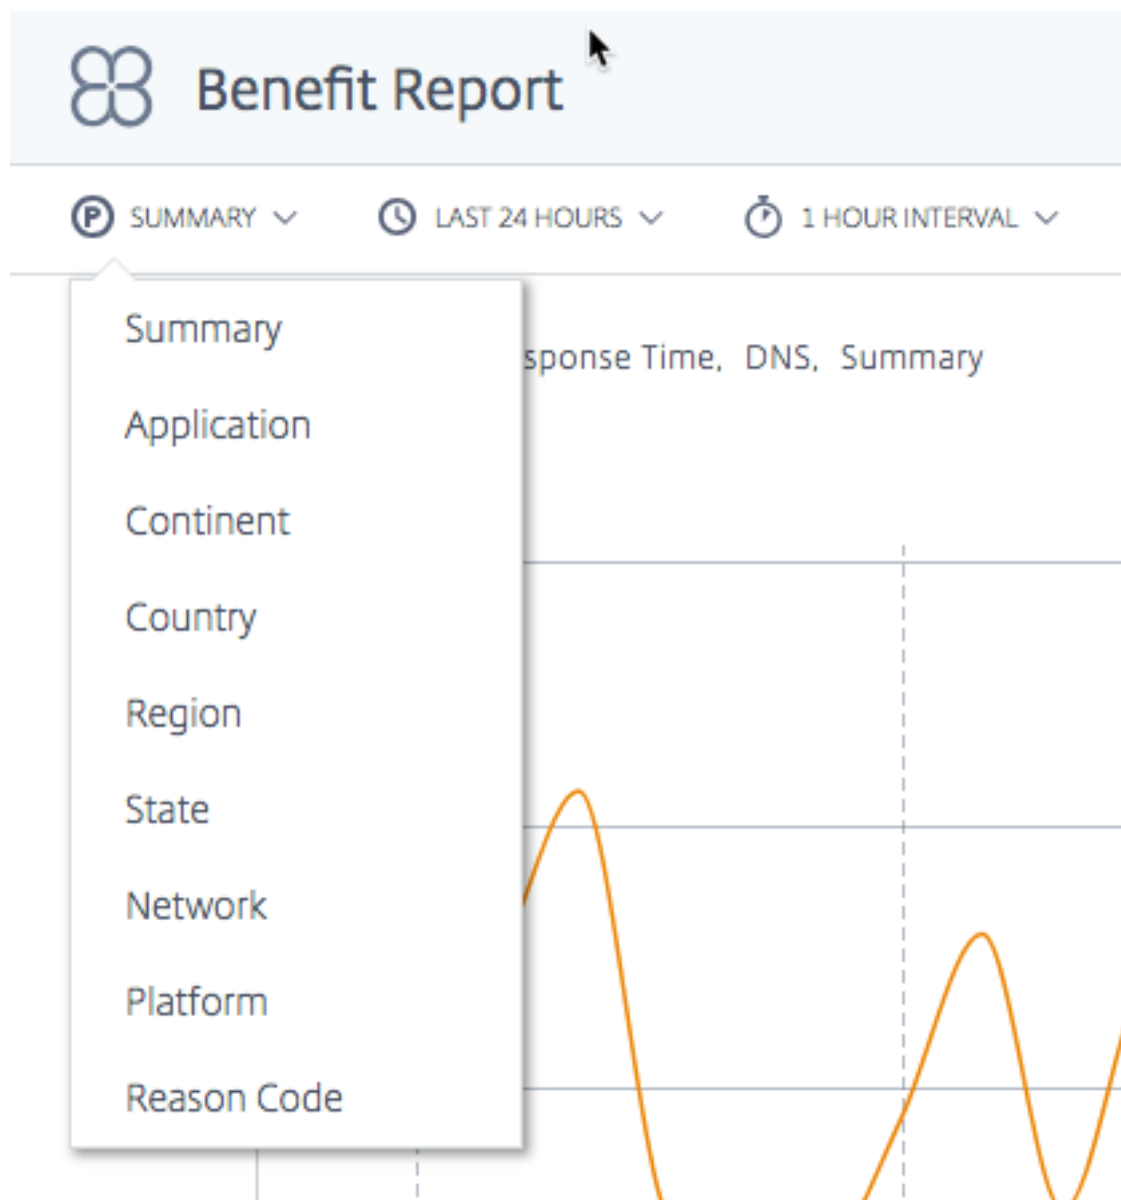 Benefit Report
P SUMMARY LAST 24 HOURS 1 HOUR INTERVAL
Summary
sponse Time, DNS, Summary
Application
Continent
Country
Region
State
Network
Platform
Reason Code